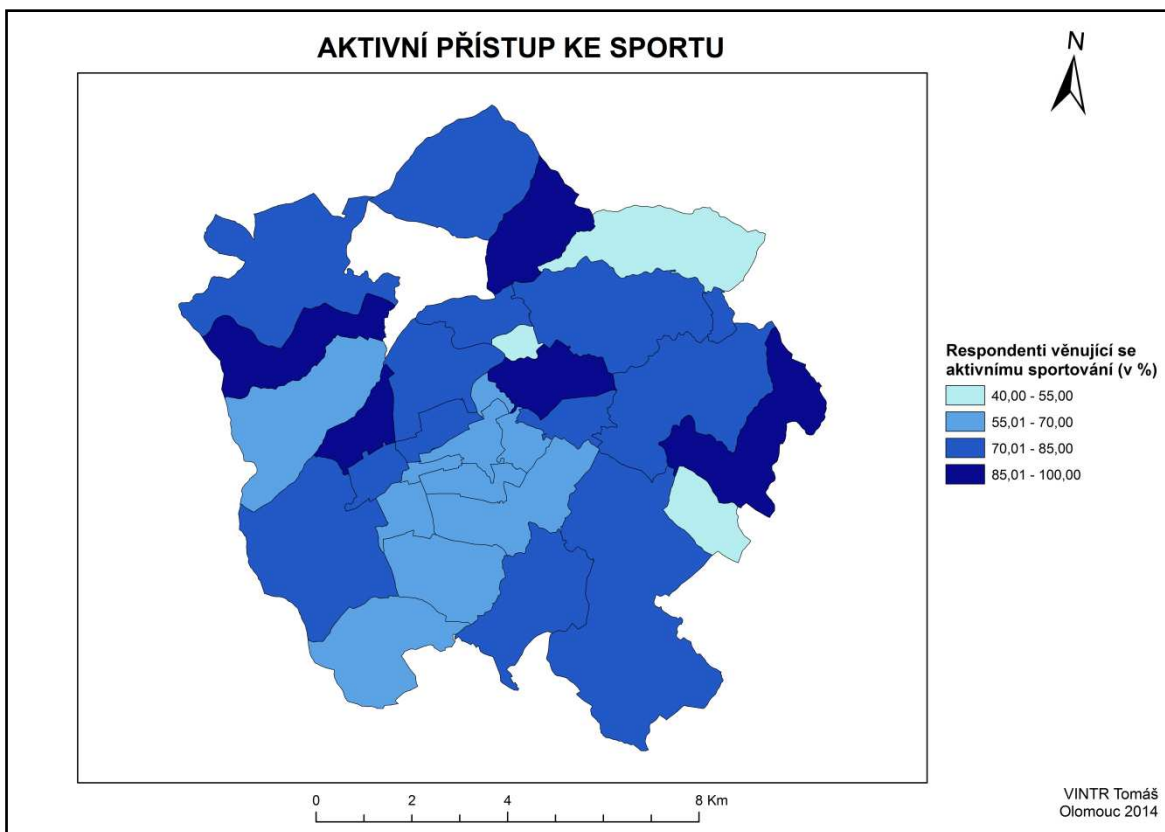 AKTIVNÍ PŘÍSTUP KE SPORTU
N
Respondenti věnující se
aktivnímu sportování (v %)
40,00 - 55,00
55,01 - 70,00
70,01 - 85,00
85,01 - 100,00
0 2 4 8 Km
VINTR Tomáš
Olomouc 2014